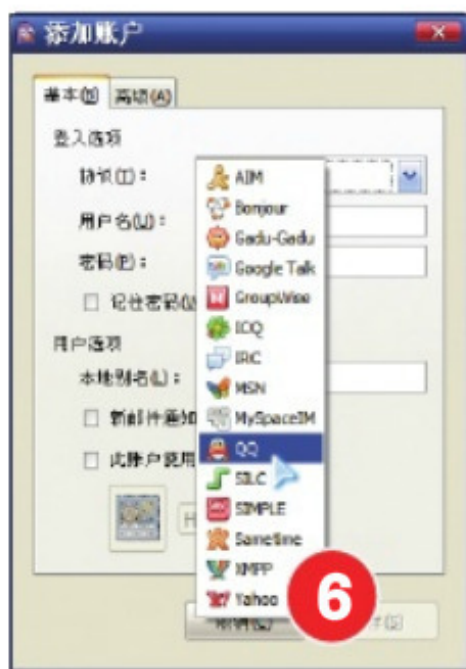 添加账户
基本(B) 高级(A)
登入选项
协议(T)：
用户名(U)：
密码(P)：
记住密码(W
用户选项
本地别名(L)：
新邮件通知
此账户使用
AIM
Bonjour
Gadu-Gadu
Google Talk
GroupWise
ICQ
IRC
MSN
MySpaceIM
QQ
SILC
SIMPLE
Sametime
XMPP
Yahoo
6